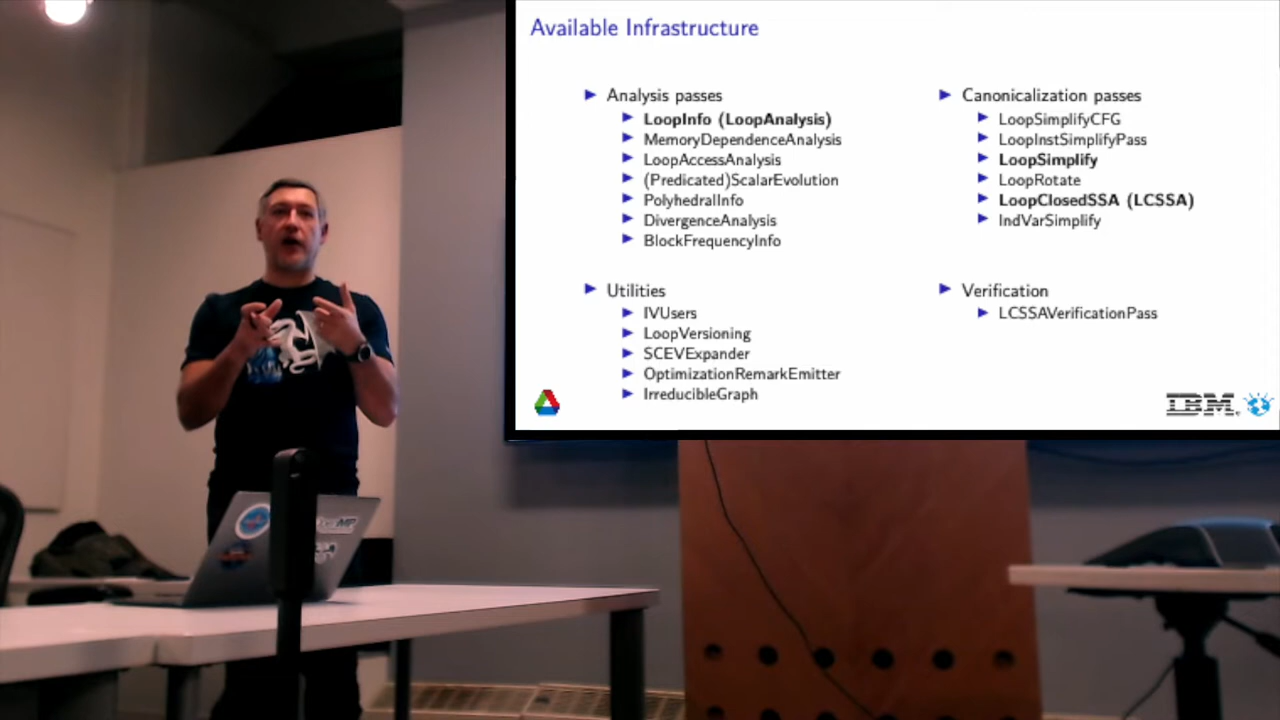 Available Infrastructure
Analysis passes
LoopInfo (LoopAnalysis)
MemoryDependenceAnalysis
LoopAccessAnalysis
(Predicated)ScalarEvolution
PolyhedralInfo
DivergenceAnalysis
BlockFrequencyInfo
Utilities
IVUsers
LoopVersioning
SCEVExpander
OptimizationRemarkEmitter
IrreducibleGraph
Canonicalization passes
LoopSimplifyCFG
LoopInstSimplifyPass
LoopSimplify
LoopRotate
LoopClosedSSA (LCSSA)
IndVarSimplify
Verification
LCSSAVerificationPass
IBM.